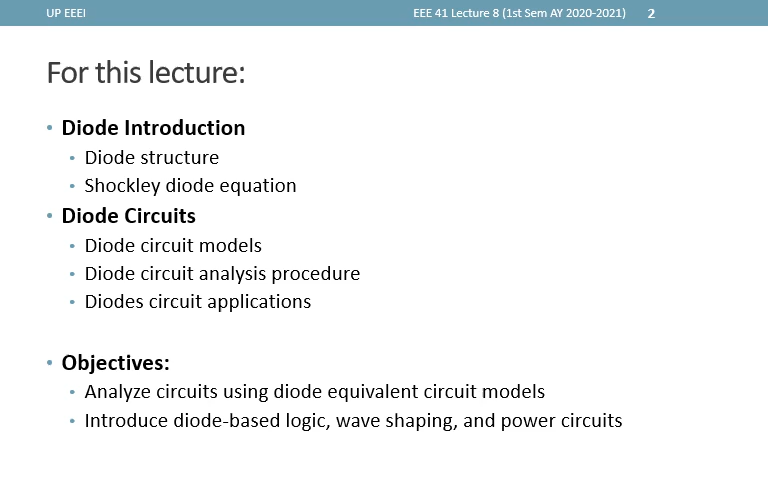 UP EEEI
EEE 41 Lecture 8 (1st Sem AY 2020-2021)
2
For this lecture:
• Diode Introduction
• Diode structure
• Shockley diode equation
• Diode Circuits
• Diode circuit models
• Diode circuit analysis procedure
• Diodes circuit applications
• Objectives:
• Analyze circuits using diode equivalent circuit models
• Introduce diode-based logic, wave shaping, and power circuits